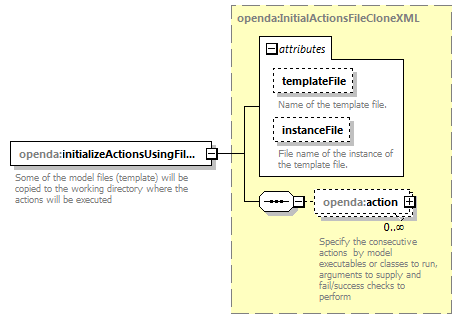 openda:InitialActionsFileCloneXML
attributes
templateFile
Name of the template file.
instanceFile
File name of the instance of
the template file.
openda:initializeActionsUsingFil...
Some of the model files (template) will be
copied to the working directory where the
actions will be executed
openda:action
0..∞
Specify the consecutive
actions by model
executables or classes to run,
arguments to supply and
fail/success checks to
perform